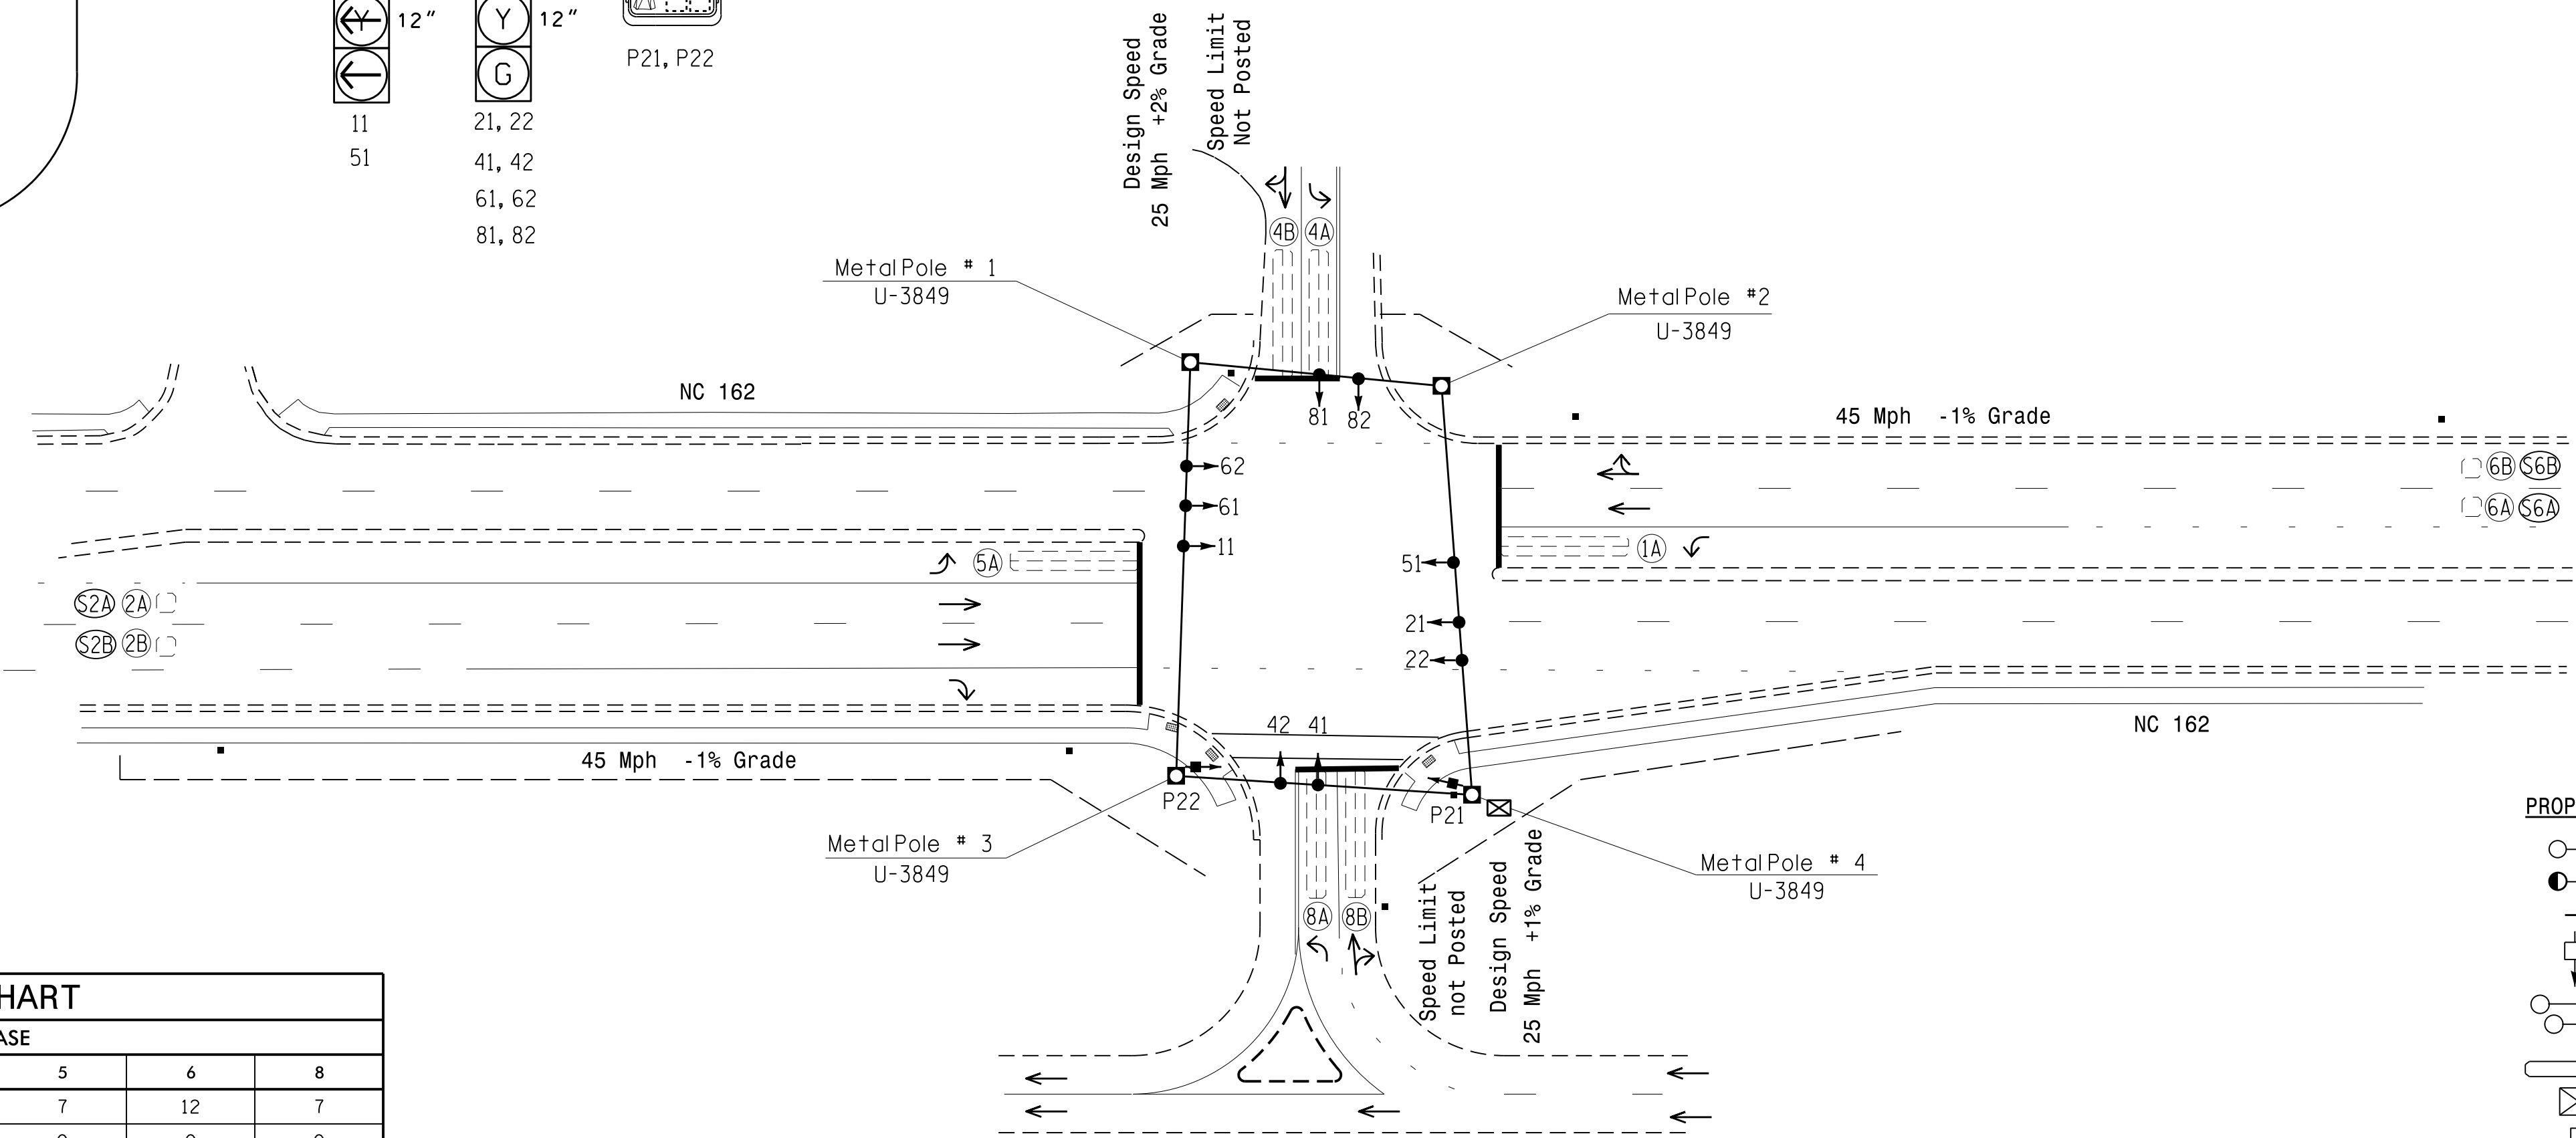 Y 12"
Y 12"
G
P21, P22
11
51
21, 22
41, 42
61, 62
81, 82
Design Speed
25 Mph +2% Grade
Speed Limit
Not Posted
4B 4A
Metal Pole # 1
U-3849
Metal Pole #2
U-3849
NC 162
81 82
45 Mph -1% Grade
62
61
11
6B S6B
6A S6A
1A
5A
51
21
22
S2A 2A
S2B 2B
42 41
NC 162
45 Mph -1% Grade
P22
P21
Metal Pole # 3
U-3849
Metal Pole # 4
U-3849
8A 8B
Speed Limit
not Posted
Design Speed
25 Mph +1% Grade
PROP
HART
ASE
5 6 8
7 12 7